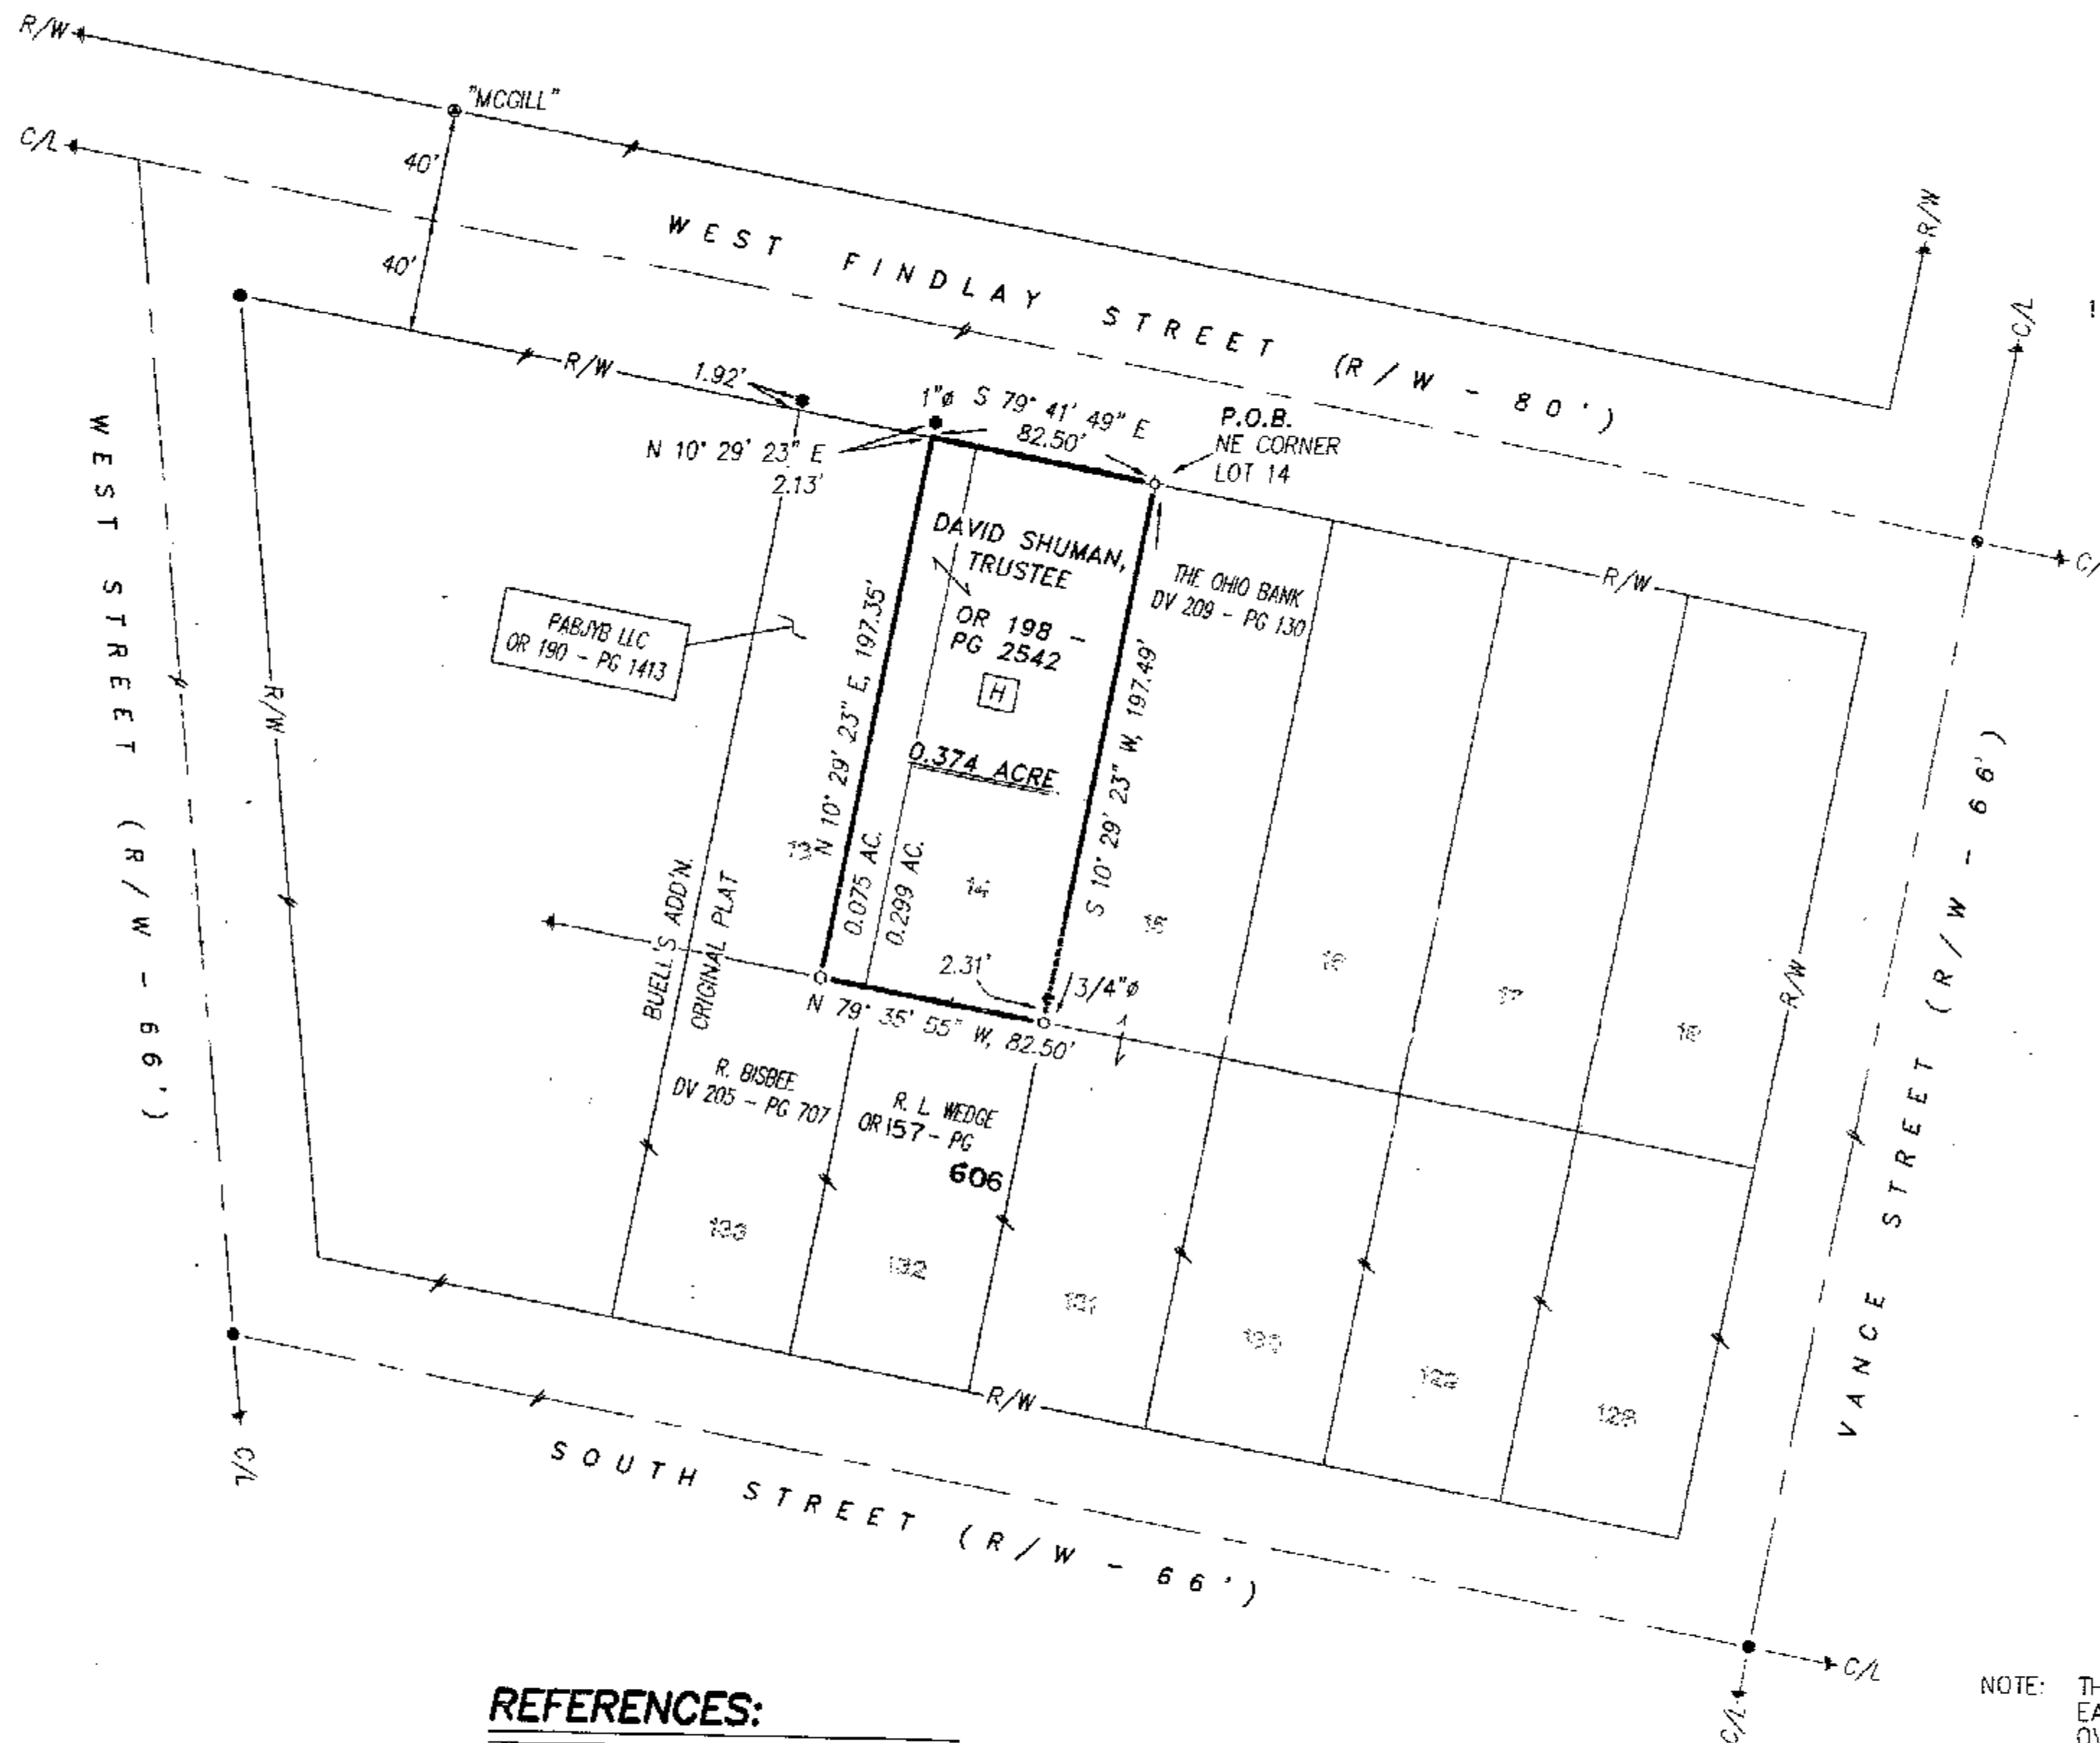 R/W
"MCGILL"
C/L
40'
40'
WEST FINDLAY STREET (R/W - 80')
R/W
C/L
R/W
1.92'
1"ø
S 79° 41' 49" E
82.50'
P.O.B.
NE CORNER
LOT 14
N 10° 29' 23" E
2.13'
DAVID SHUMAN,
TRUSTEE
OR 198 -
PG 2542
H
0.374 ACRE
THE OHIO BANK
DV 209 - PG 130
R/W
C/
PABJYB LLC
OR 190 - PG 1413
N 10° 29' 23" E, 197.35'
S 10° 29' 23" W, 197.49'
WEST STREET (R/W - 66')
R/W
13
0.075 AC.
0.299 AC.
14
15
16
17
18
BUELL'S ADD'N.
ORIGINAL PLAT
2.31'
3/4"ø
N 79° 35' 55" W, 82.50'
R/W
VANCE STREET (R/W - 66')
R. BISBEE
DV 205 - PG 707
R. L. WEDGE
OR 157 - PG
606
133
132
131
130
129
128
R/W
C/L
SOUTH STREET (R/W - 66')
C/L
C/L
REFERENCES:
NOTE: TH
EA